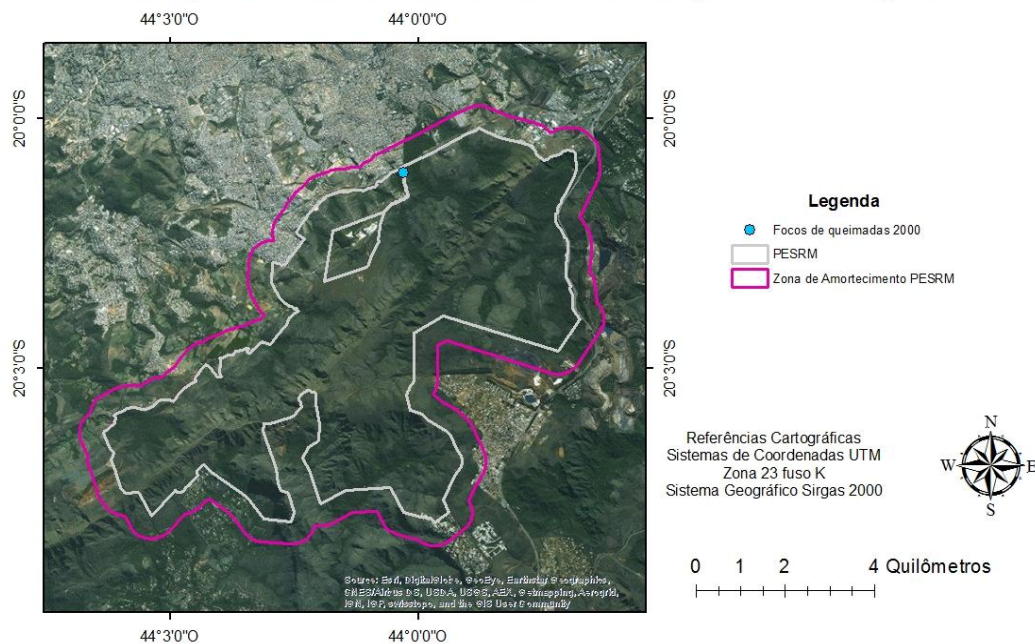 44°3'0"O
44°0'0"O
20°0'0"S
20°0'0"S
20°3'0"S
20°3'0"S
Legenda
Focos de queimadas 2000
PESRM
Zona de Amortecimento PESRM
Referências Cartográficas
Sistemas de Coordenadas UTM
Zona 23 fuso K
Sistema Geográfico Sirgas 2000
N
W
E
S
0 1 2 4 Quilômetros
Source: Esri, DigitalGlobe, GeoEye, Earthstar Geographics,
CNES/Airbus DS, USDA, USGS, AEX, Getmapping, Aerogrid,
IGN, IGP, swisstopo, and the GIS User Community
44°3'0"O
44°0'0"O